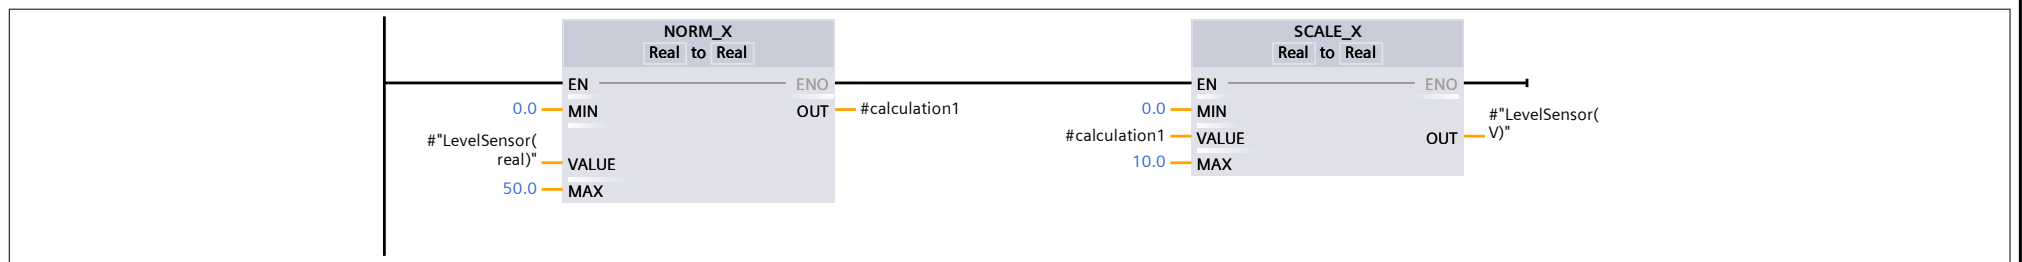 NORM_X
Real to Real
EN ENO
0.0 MIN OUT #calculation1
#"LevelSensor(
real)" VALUE
50.0 MAX
SCALE_X
Real to Real
EN ENO
0.0 MIN
#calculation1 VALUE OUT #"LevelSensor(
V)"
10.0 MAX